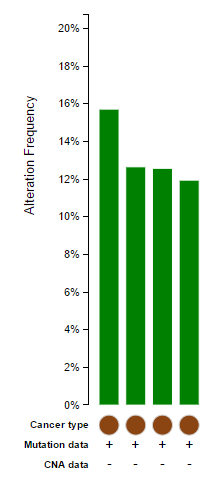 Alteration Frequency
20%
18%
16%
14%
12%
10%
8%
6%
4%
2%
0%
Cancer type
Mutation data + + + +
CNA data - - - -